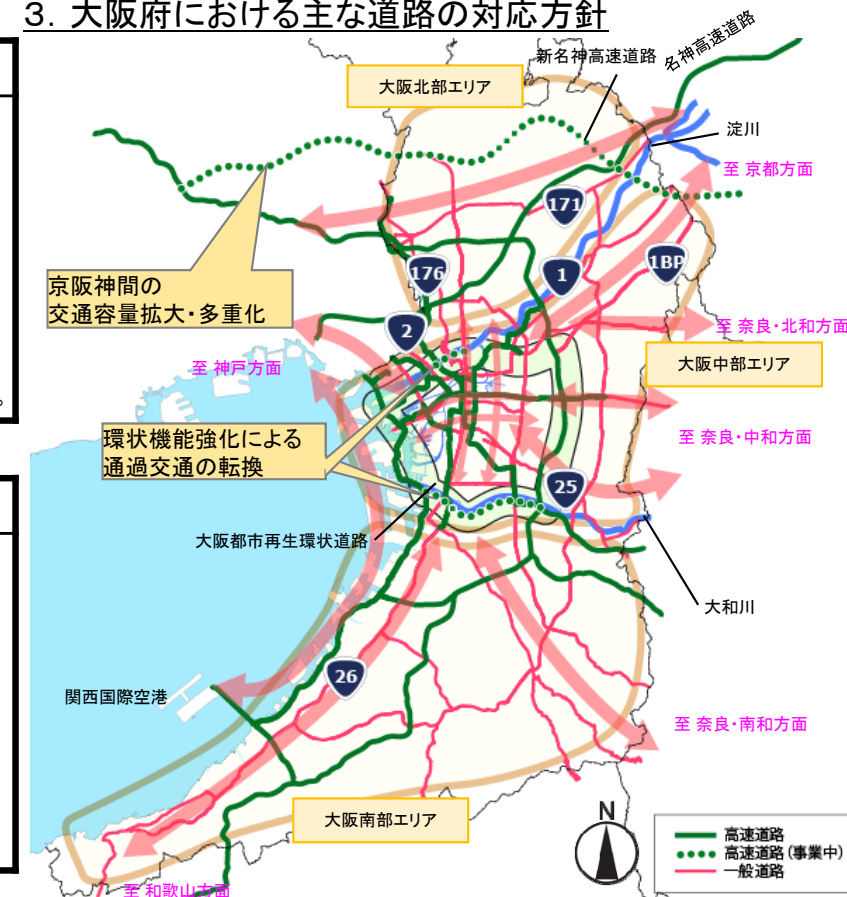 3．大阪府における主な道路の対応方針
名神高速道路
新名神高速道路
大阪北部エリア
淀川
至 京都方面
171
176
1
1BP
京阪神間の
交通容量拡大・多重化
2
至 奈良・北和方面
大阪中部エリア
至 神戸方面
。
環状機能強化による
通過交通の転換
至 奈良・中和方面
25
大阪都市再生環状道路
大和川
26
関西国際空港
至 奈良・南和方面
大阪南部エリア
N
高速道路
高速道路(事業中)
一般道路
至 和歌山方面